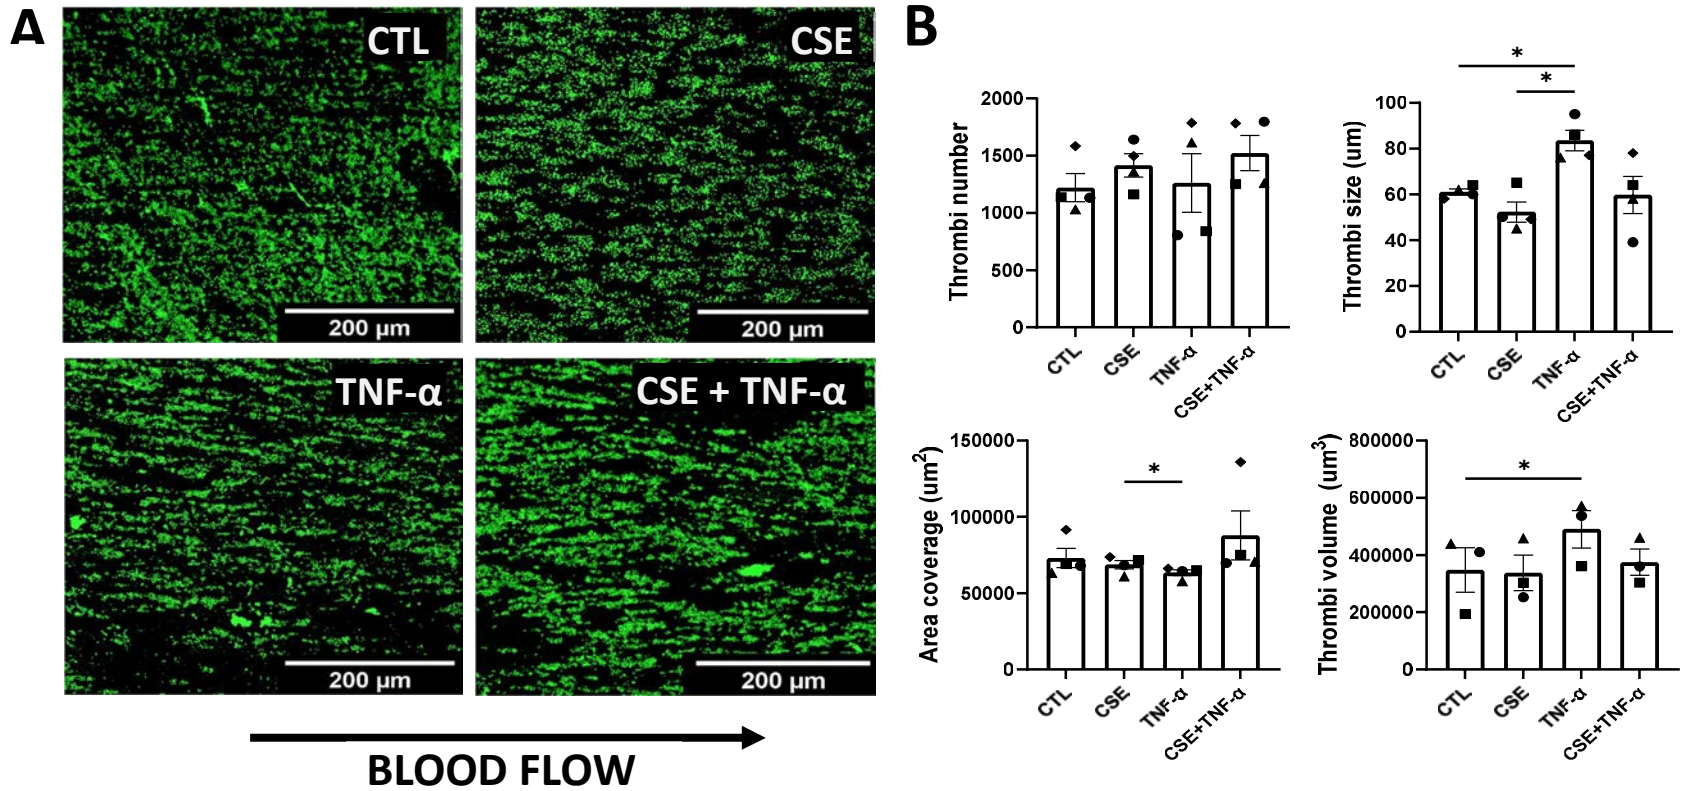 A
CTL
CSE
200 µm
200 µm
TNF-α
CSE + TNF-α
200 µm
200 µm
BLOOD FLOW
B
Thrombi number
2000
1500
1000
500
0
CTL
CSE
TNF-α
CSE+TNF-α
*
*
Thrombi size (um)
100
80
60
40
20
0
CTL
CSE
TNF-α
CSE+TNF-α
Area coverage (um²)
150000
100000
50000
0
*
CTL
CSE
TNF-α
CSE+TNF-α
Thrombi volume (um³)
800000
600000
400000
200000
0
*
CTL
CSE
TNF-α
CSE+TNF-α